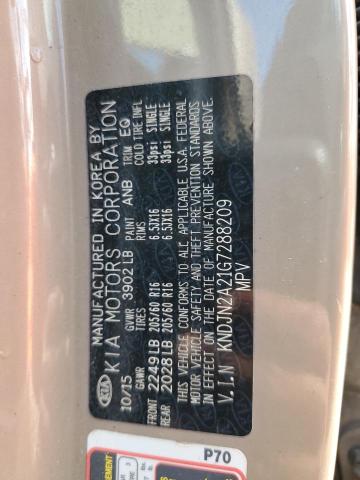 MANUFACTURED IN KOREA BY
KIA KIA MOTORS CORPORATION
10/15 GVWR 3902 LB PAINT ANB TRIM EQ
GAWR TIRES RIMS COLD TIRE INFL
FRONT 2249 LB 205/60 R16 6.5JX16 33psi SINGLE
REAR 2028 LB 205/60 R16 6.5JX16 33psi SINGLE
THIS VEHICLE CONFORMS TO ALL APPLICABLE U.S.A. FEDERAL
MOTOR VEHICLE SAFETY AND THEFT PREVENTION STANDARDS
IN EFFECT ON THE DATE OF MANUFACTURE SHOWN ABOVE.
V.I.N KNDJN2A21G7288209
MPV
P70